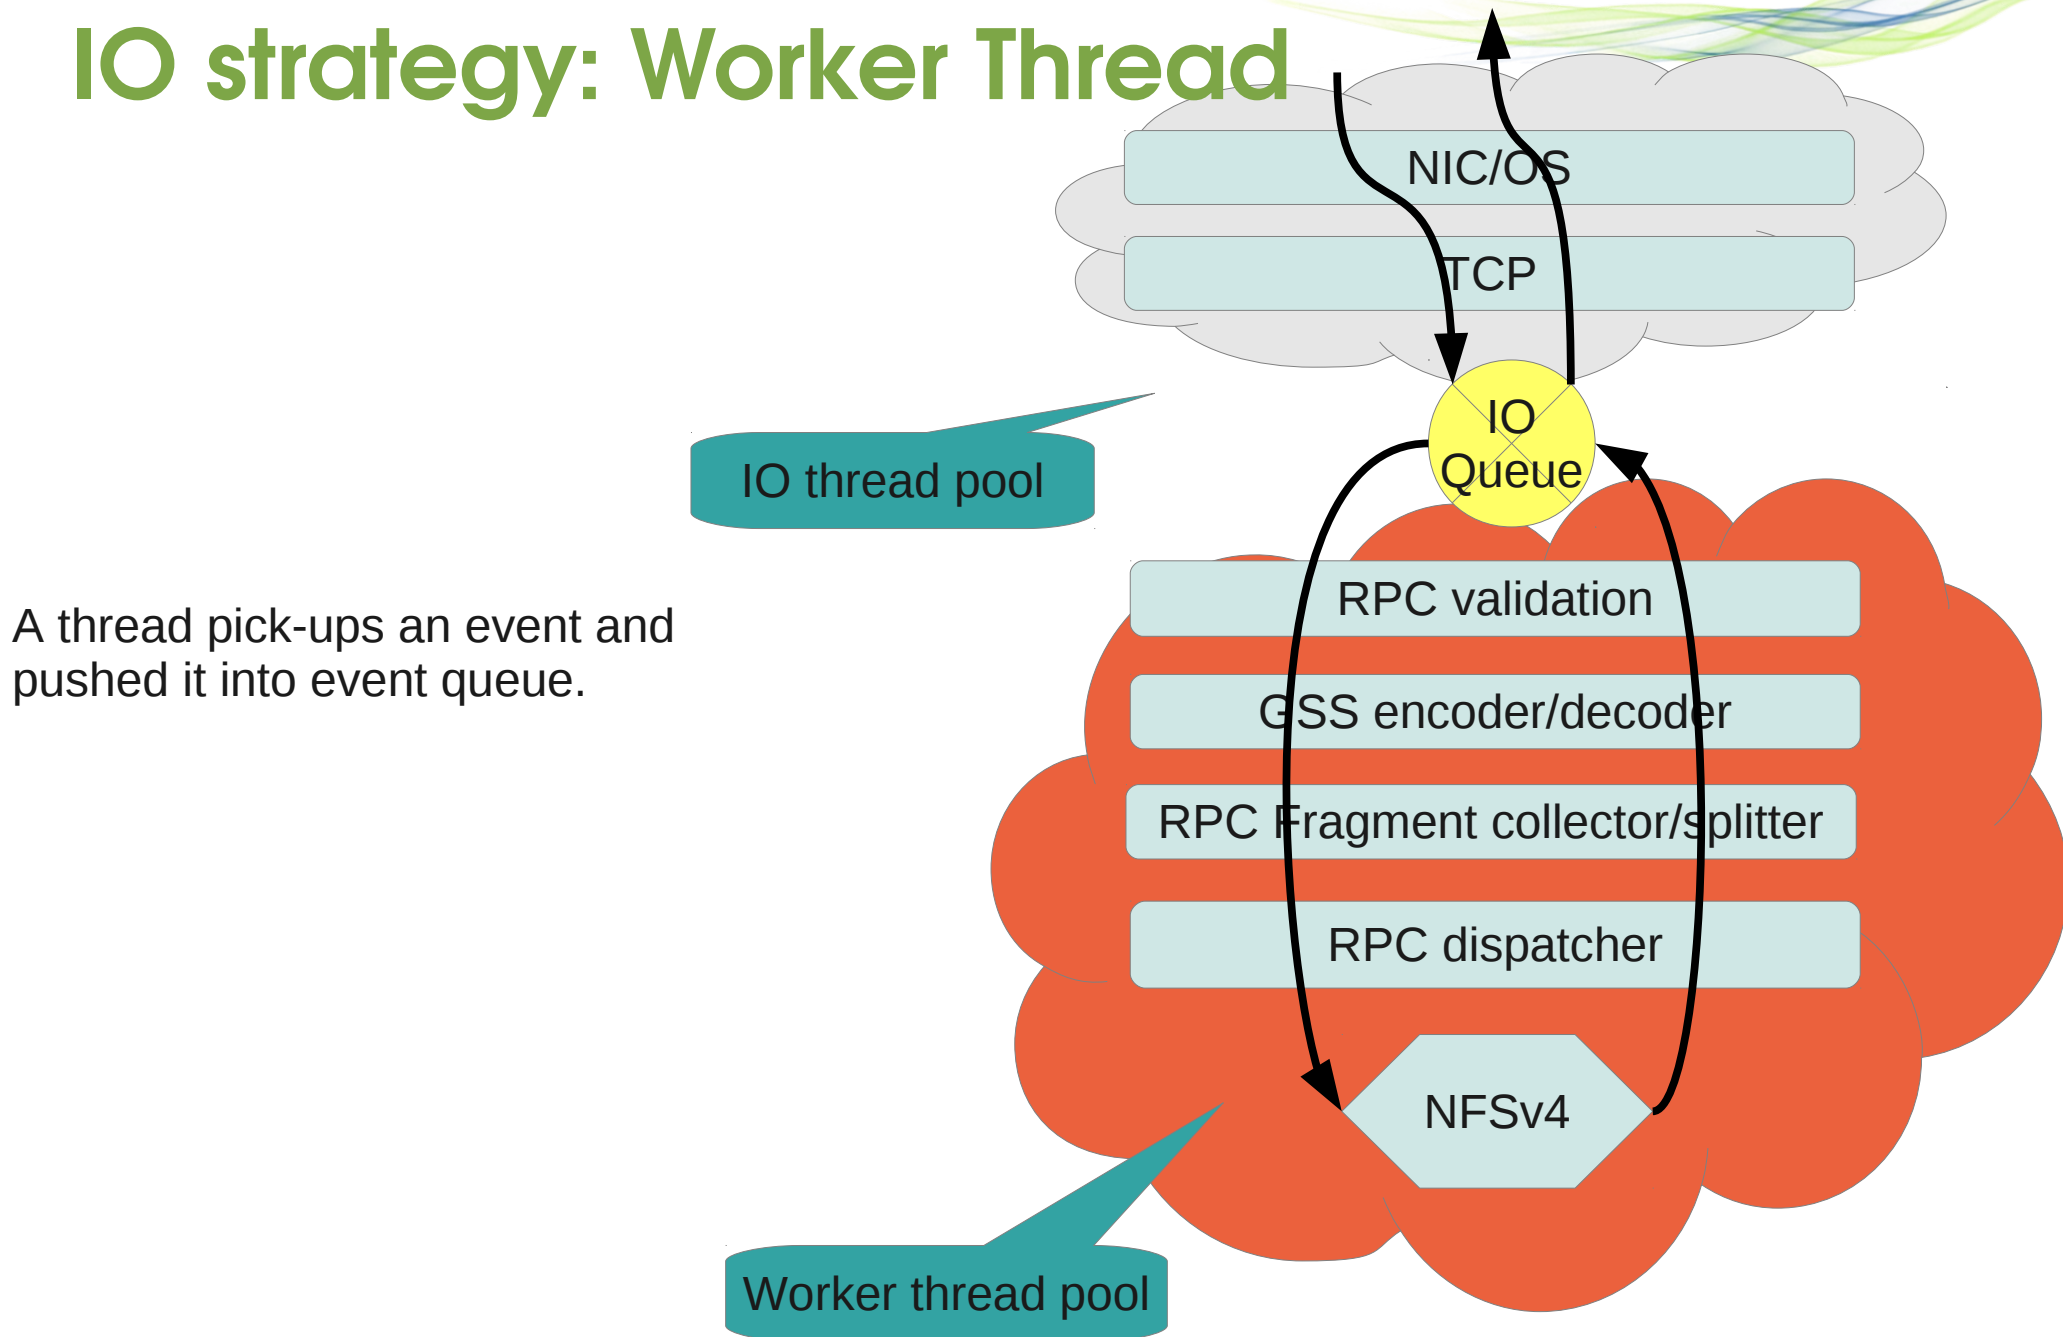 IO strategy: Worker Thread
NIC/OS
TCP
IO
Queue
IO thread pool
RPC validation
A thread pick-ups an event and
pushed it into event queue.
GSS encoder/decoder
RPC Fragment collector/splitter
RPC dispatcher
NFSv4
Worker thread pool